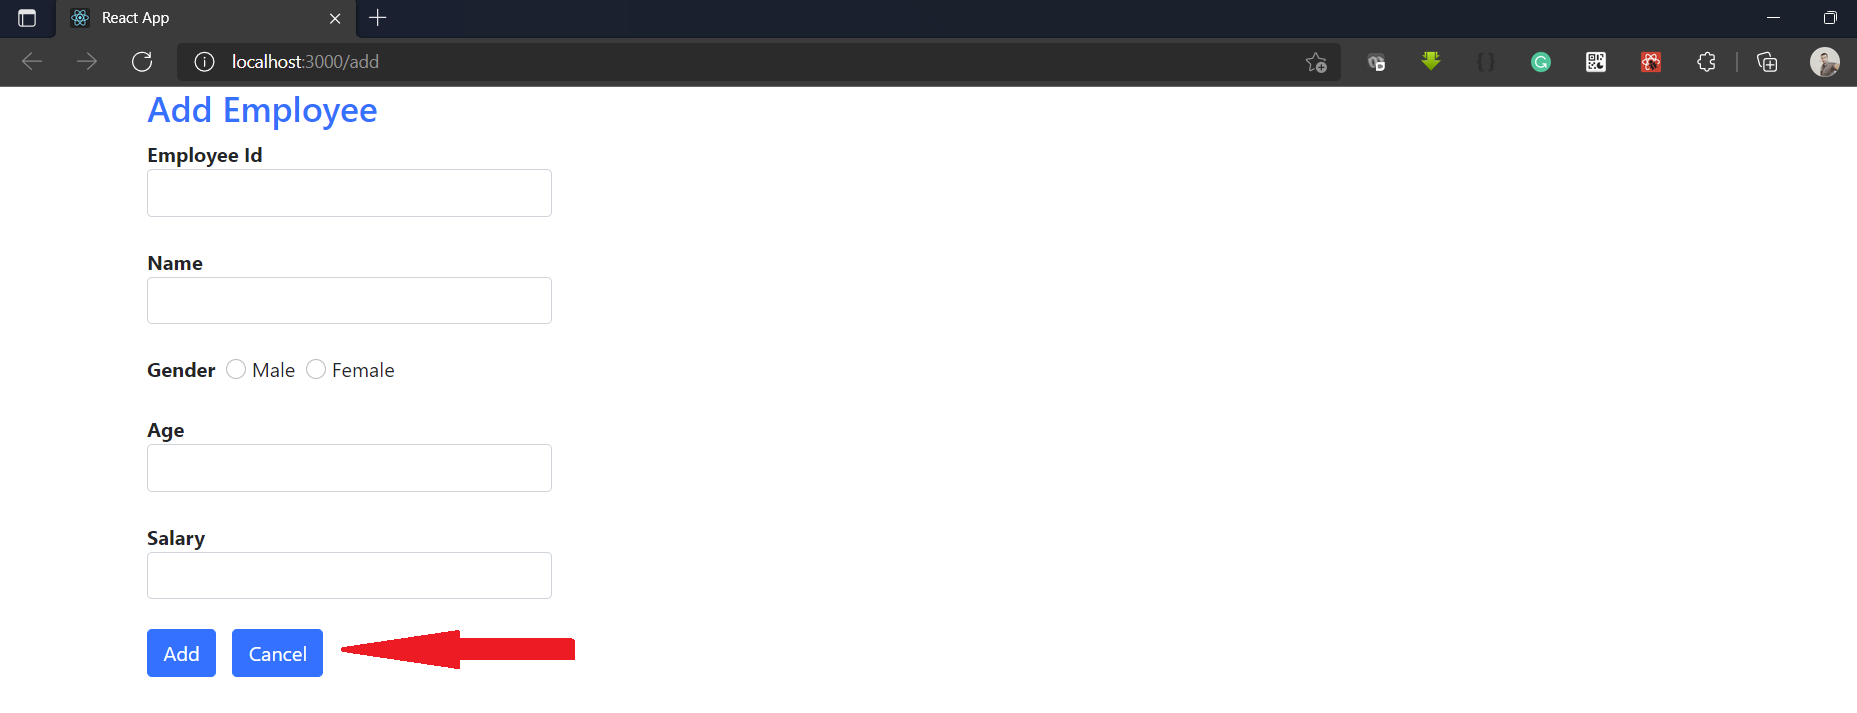 React App
localhost:3000/add
Add Employee
Employee Id
Name
Gender Male Female
Age
Salary
Add Cancel